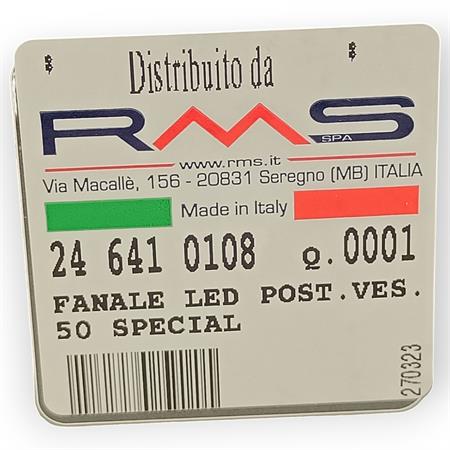 Distribuito da
RMS
SPA
www.rms.it
Via Macallè, 156 - 20831 Seregno (MB) ITALIA
Made in Italy
24 641 0108 Q.0001
FANALE LED POST.VES.
50 SPECIAL
270323